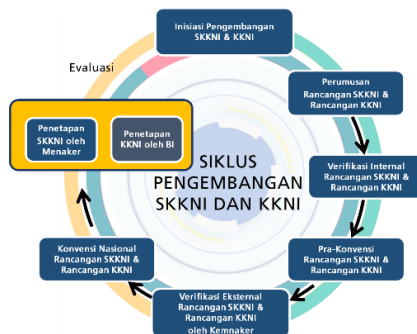 Inisiasi Pengembangan
SKKNI & KKNI
Evaluasi
Perumusan
Rancangan SKKNI &
Rancangan KKNI
Penetapan
SKKNI oleh
Menaker
Penetapan
KKNI oleh BI
SIKLUS
PENGEMBANGAN
SKKNI DAN KKNI
Verifikasi Internal
Rancangan SKKNI &
Rancangan KKNI
Konvensi Nasional
Rancangan SKKNI &
Rancangan KKNI
Pra-Konvensi
Rancangan SKKNI &
Rancangan KKNI
Verifikasi Eksternal
Rancangan SKKNI &
Rancangan KKNI
oleh Kemnaker